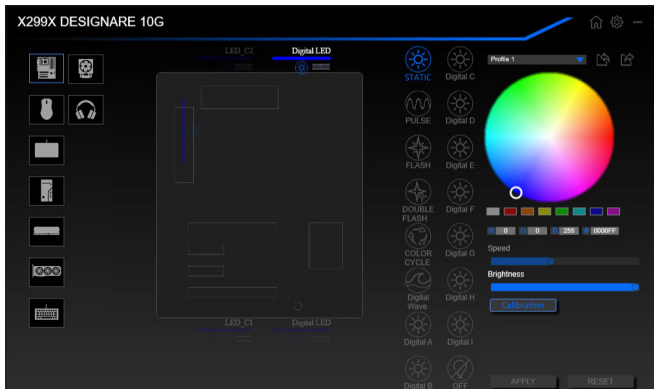 X299X DESIGNARE 10G
LED_C2
Digital LED
LED_C1
Digital LED
STATIC
Digital C
PULSE
Digital D
FLASH
Digital E
DOUBLE
FLASH
Digital F
COLOR
CYCLE
Digital G
Digital
Wave
Digital H
Digital A
Digital I
Digital B
OFF
Profile 1
R 0 G 0 B 255 # 0000FF
Speed
Brightness
Calibration
APPLY
RESET